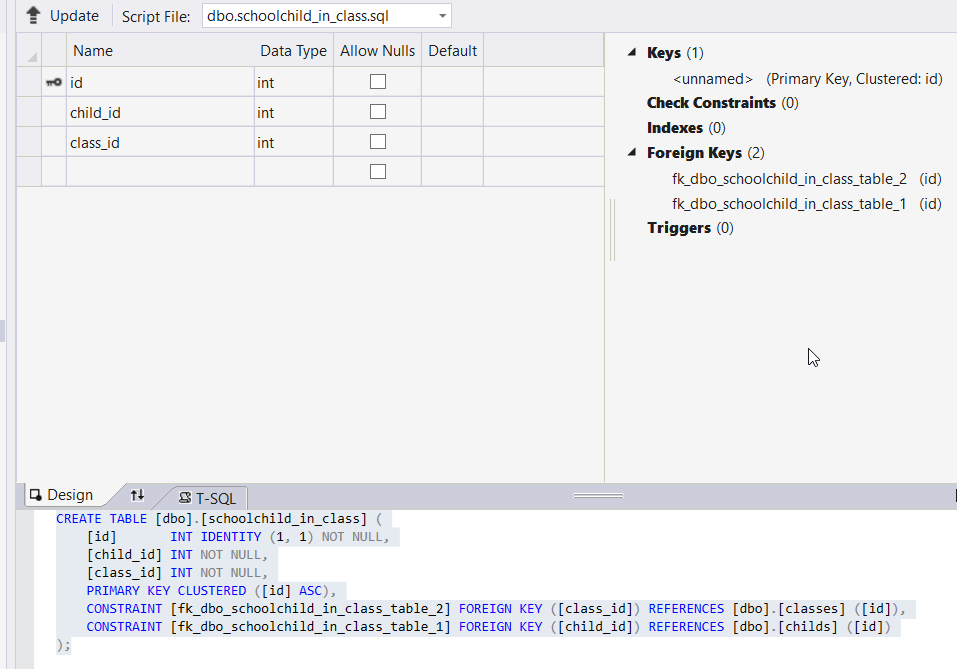 Update Script File: dbo.schoolchild_in_class.sql
Name Data Type Allow Nulls Default
id int
child_id int
class_id int
Keys (1)
<unnamed> (Primary Key, Clustered: id)
Check Constraints (0)
Indexes (0)
Foreign Keys (2)
fk_dbo_schoolchild_in_class_table_2 (id)
fk_dbo_schoolchild_in_class_table_1 (id)
Triggers (0)
Design T-SQL
CREATE TABLE [dbo].[schoolchild_in_class] (
[id] INT IDENTITY (1, 1) NOT NULL,
[child_id] INT NOT NULL,
[class_id] INT NOT NULL,
PRIMARY KEY CLUSTERED ([id] ASC),
CONSTRAINT [fk_dbo_schoolchild_in_class_table_2] FOREIGN KEY ([class_id]) REFERENCES [dbo].[classes] ([id]),
CONSTRAINT [fk_dbo_schoolchild_in_class_table_1] FOREIGN KEY ([child_id]) REFERENCES [dbo].[childs] ([id])
);